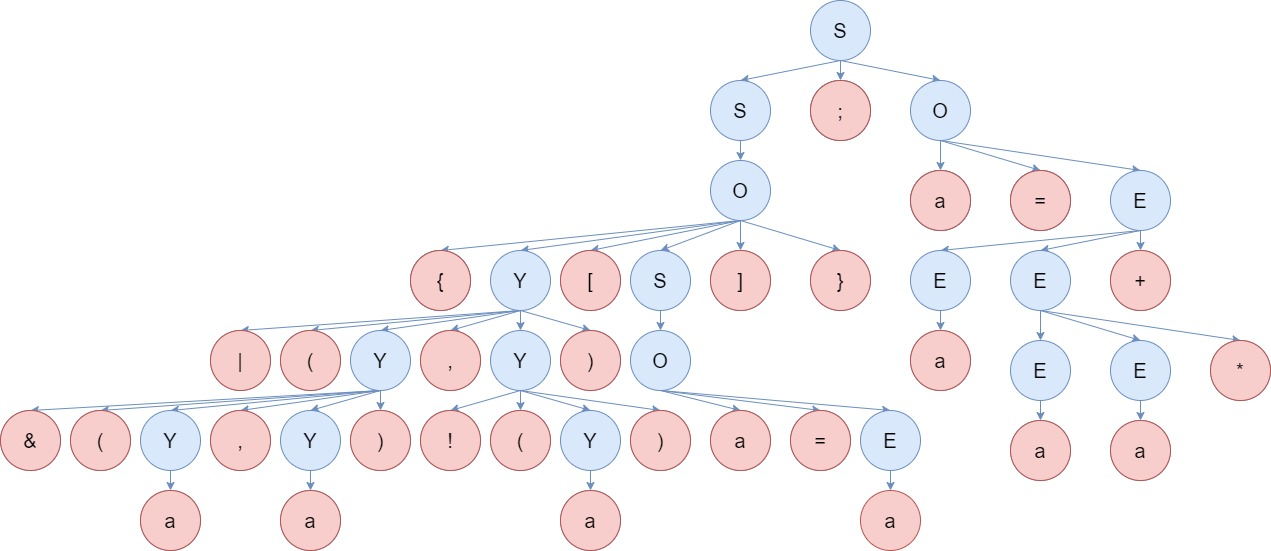 S
S ; O
O
a = E
{ Y [ S ] }
E E +
| ( Y , Y ) O
a
E E *
& ( Y , Y ) ! ( Y ) a = E
a a
a a a a